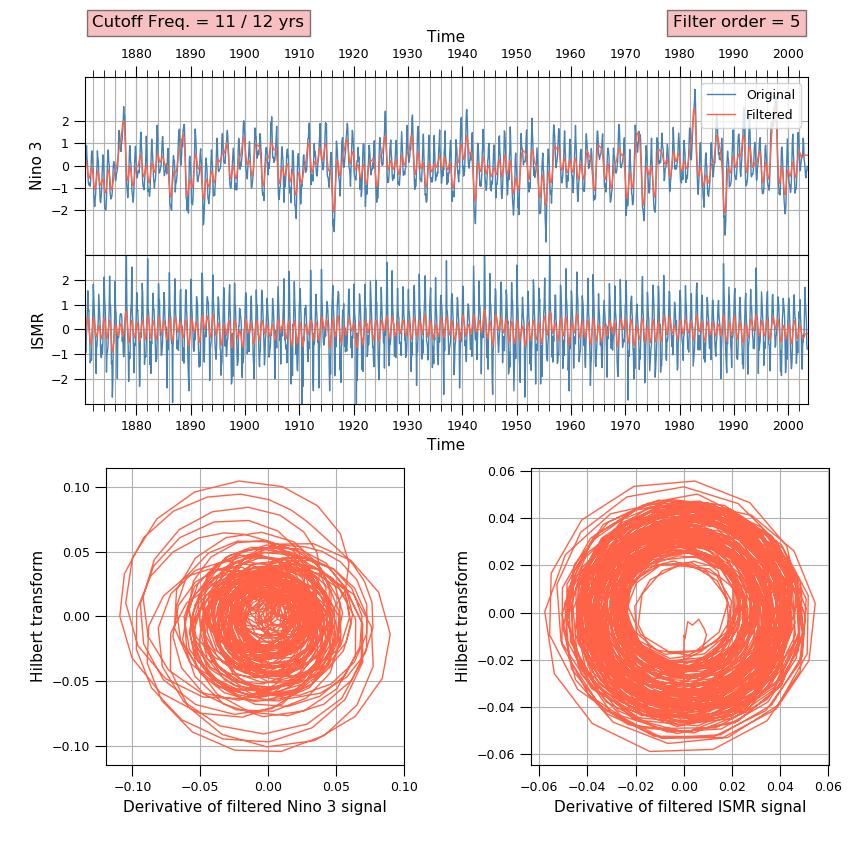 Cutoff Freq. = 11 / 12 yrs
Filter order = 5
Time
1880 1890 1900 1910 1920 1930 1940 1950 1960 1970 1980 1990 2000
Original
Filtered
Nino 3
2
1
0
−1
−2
ISMR
2
1
0
−1
−2
1880 1890 1900 1910 1920 1930 1940 1950 1960 1970 1980 1990 2000
Time
Hilbert transform
0.10
0.05
0.00
−0.05
−0.10
−0.10 −0.05 0.00 0.05 0.10
Derivative of filtered Nino 3 signal
Hilbert transform
0.06
0.04
0.02
0.00
−0.02
−0.04
−0.06
−0.06 −0.04 −0.02 0.00 0.02 0.04 0.06
Derivative of filtered ISMR signal